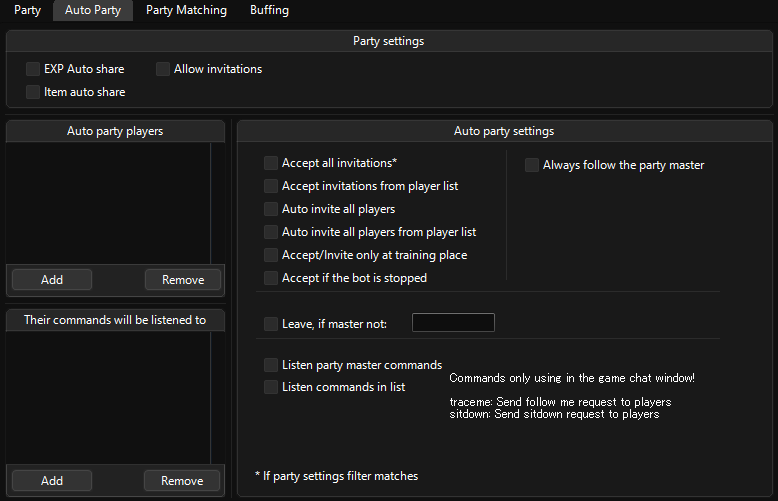 Party Auto Party Party Matching Buffing
Party settings
EXP Auto share Allow invitations
Item auto share
Auto party players
Add Remove
Their commands will be listened to
Add Remove
Auto party settings
Accept all invitations*
Accept invitations from player list
Auto invite all players
Auto invite all players from player list
Accept/Invite only at training place
Accept if the bot is stopped
Always follow the party master
Leave, if master not:
Listen party master commands
Listen commands in list
Commands only using in the game chat window!
traceme: Send follow me request to players
sitdown: Send sitdown request to players
* If party settings filter matches